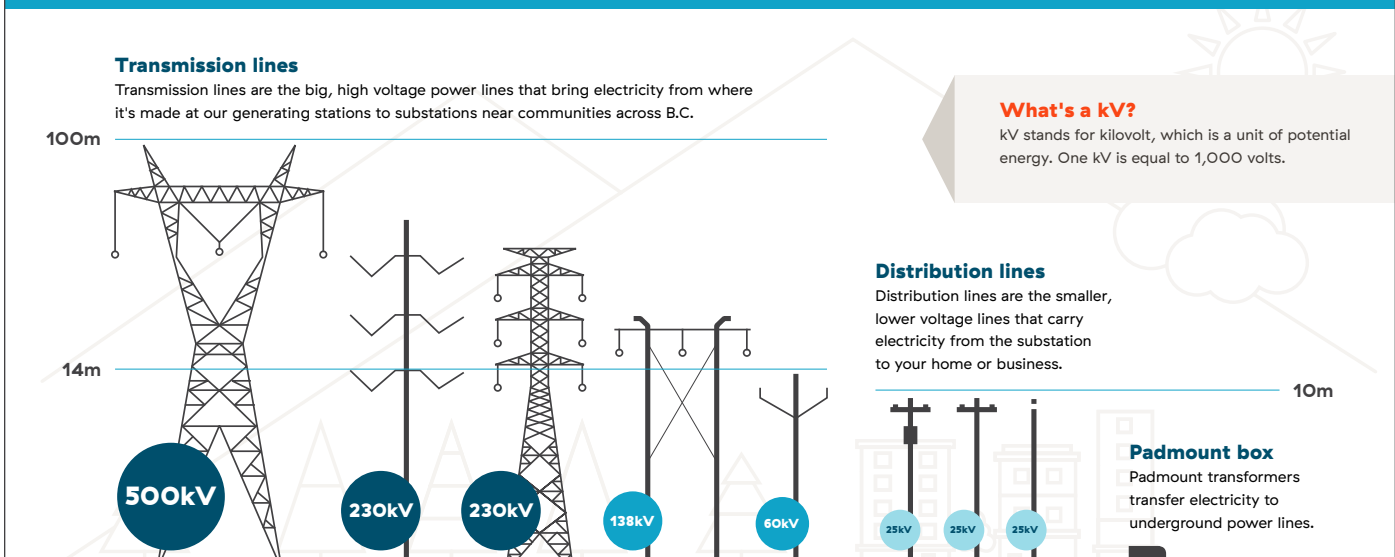 Transmission lines
Transmission lines are the big, high voltage power lines that bring electricity from where
it's made at our generating stations to substations near communities across B.C.
100m
What's a kV?
kV stands for kilovolt, which is a unit of potential
energy. One kV is equal to 1,000 volts.
Distribution lines
Distribution lines are the smaller,
lower voltage lines that carry
electricity from the substation
to your home or business.
14m
10m
Padmount box
Padmount transformers
transfer electricity to
underground power lines.
500kV
230kV
230kV
138kV
60kV
25kV
25kV
25kV